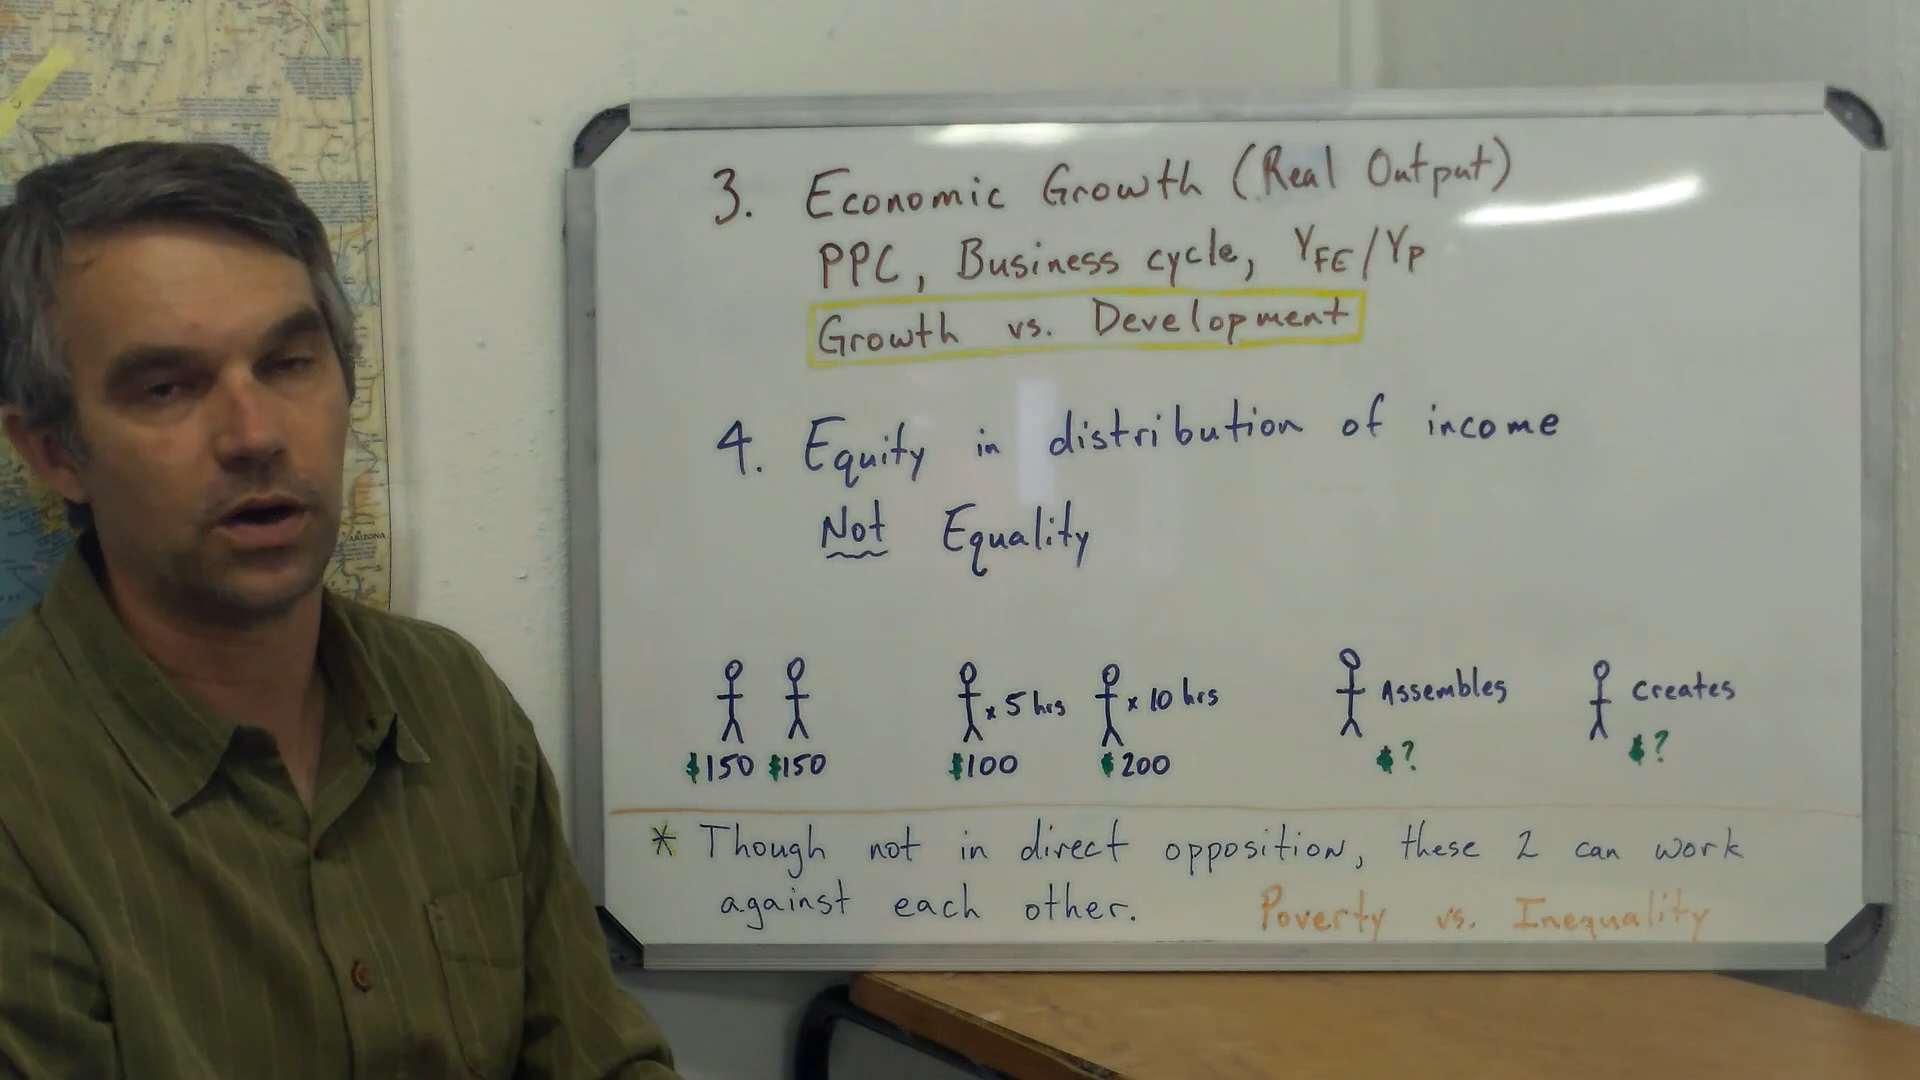 3. Economic Growth (Real Output)
PPC, Business cycle, YFE/YP
Growth vs. Development
4. Equity in distribution of income
Not Equality
x 5 hrs x 10 hrs Assembles Creates
$150 $150 $100 $200 $? $?
* Though not in direct opposition, these 2 can work
against each other. Poverty vs. Inequality
ARIZONA